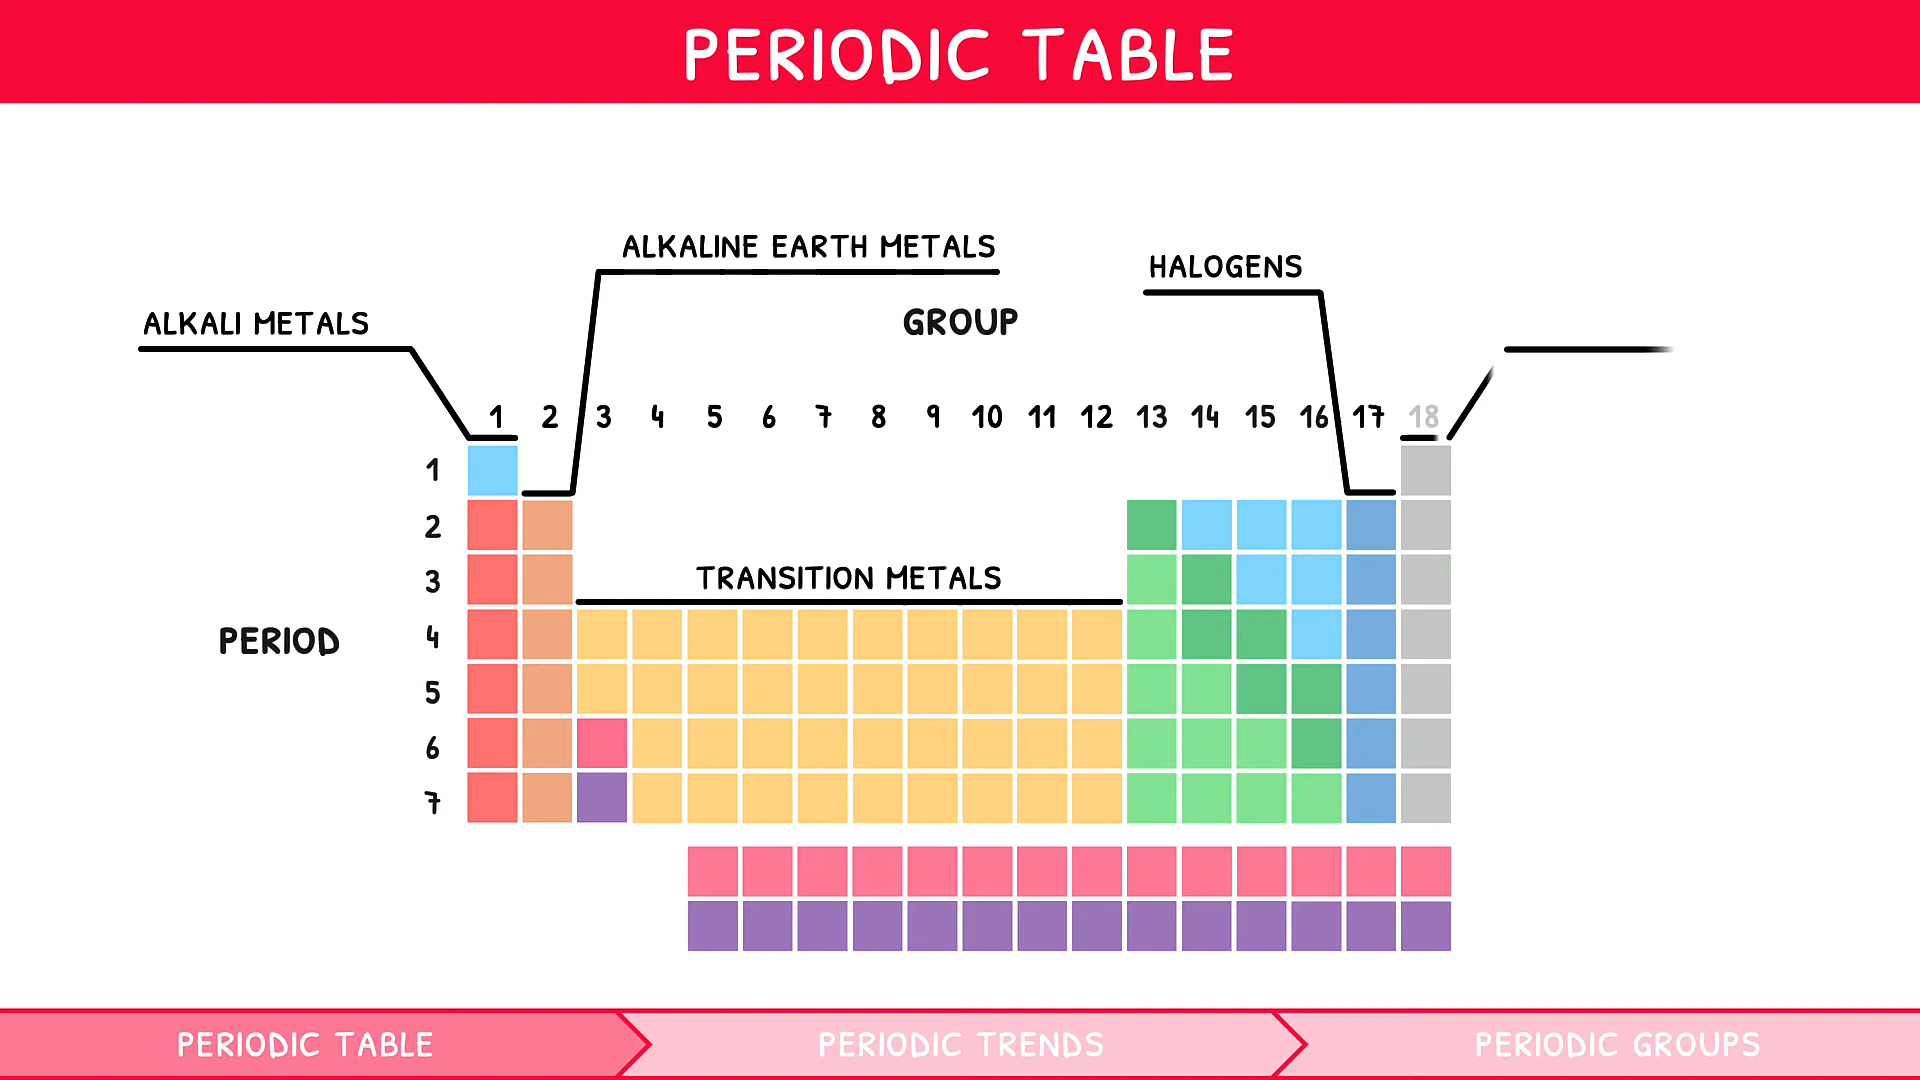 PERIODIC TABLE
ALKALINE EARTH METALS
HALOGENS
ALKALI METALS
GROUP
1 2 3 4 5 6 7 8 9 10 11 12 13 14 15 16 17 18
1
2
TRANSITION METALS
3
PERIOD
4
5
6
7
PERIODIC TABLE
PERIODIC TRENDS
PERIODIC GROUPS